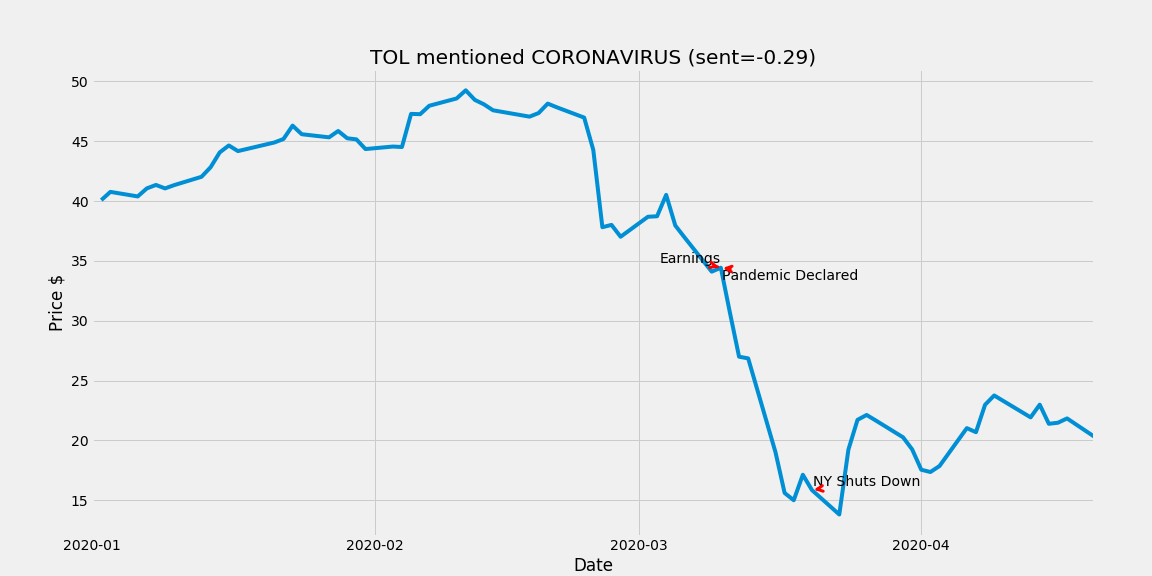 TOL mentioned CORONAVIRUS (sent=-0.29)
50
45
40
35
30
25
20
15
Price $
Earnings
Pandemic Declared
NY Shuts Down
2020-01
2020-02
2020-03
2020-04
Date